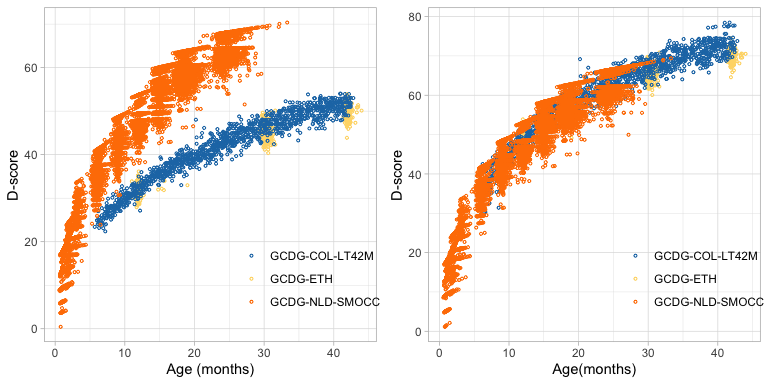 D-score
60
40
20
0
GCDG-COL-LT42M
GCDG-ETH
GCDG-NLD-SMOCC
0 10 20 30 40
Age (months)
D-score
80
60
40
20
0
GCDG-COL-LT42M
GCDG-ETH
GCDG-NLD-SMOCC
0 10 20 30 40
Age(months)